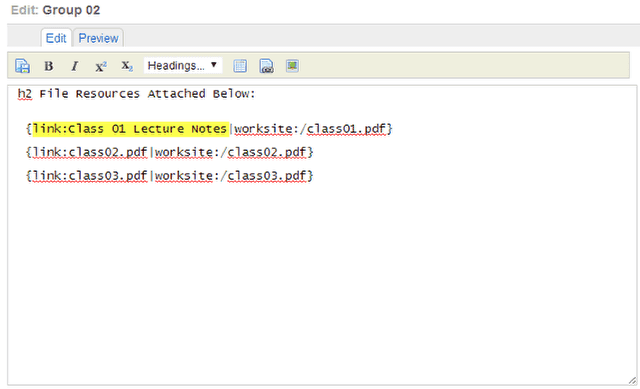 Edit: Group 02
Edit Preview
B I X² X₂ Headings...
h2 File Resources Attached Below:
{link:Class 01 Lecture Notes|worksite:/class01.pdf}
{link:class02.pdf|worksite:/class02.pdf}
{link:class03.pdf|worksite:/class03.pdf}